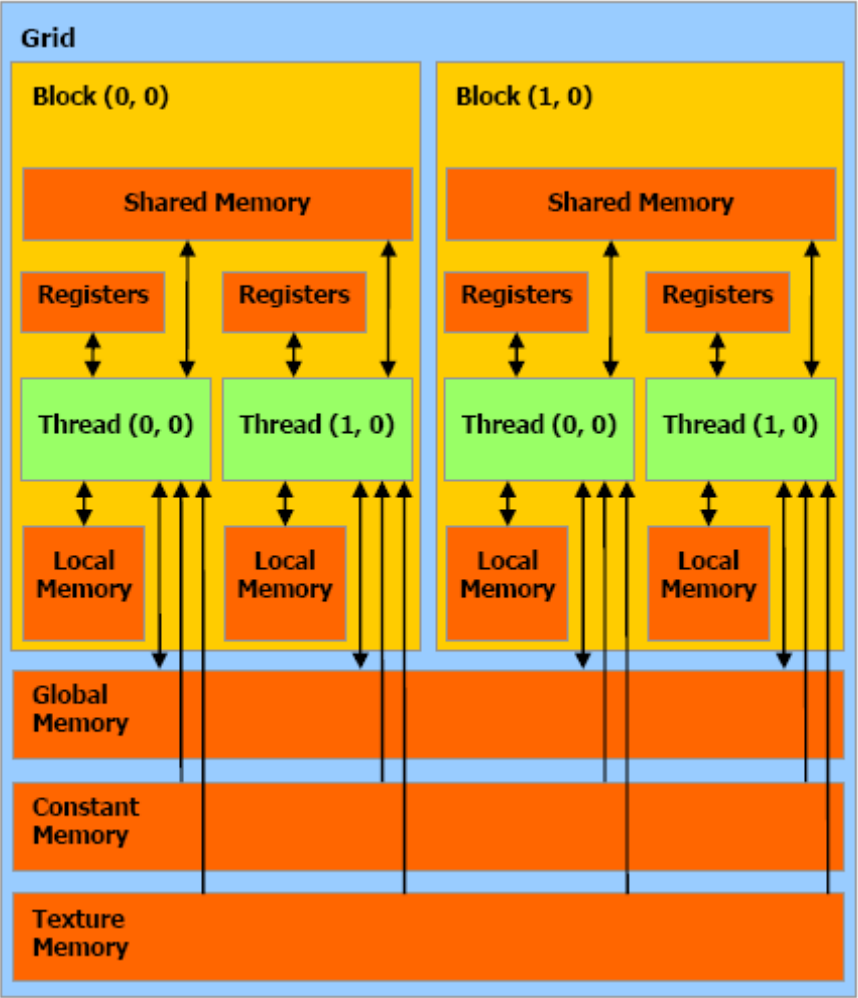 Grid
Block (0, 0)
Block (1, 0)
Shared Memory
Shared Memory
Registers
Registers
Registers
Registers
Thread (0, 0)
Thread (1, 0)
Thread (0, 0)
Thread (1, 0)
Local
Memory
Local
Memory
Local
Memory
Local
Memory
Global
Memory
Constant
Memory
Texture
Memory